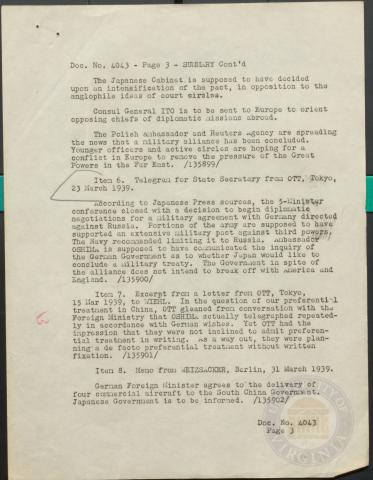 Doc. No. 4043 - Page 3 - SUMMARY Cont'd
The Japanese Cabinet is supposed to have decided
upon an intensification of the pact, in opposition to the
anglophile ideas of court circles.
Consul General ITO is to be sent to Europe to orient
opposing chiefs of diplomatic missions abroad.
The Polish Ambassador and Reuters Agency are spreading
the news that a military alliance has been concluded.
Younger officers and active circles are hoping for a
conflict in Europe to remove the pressure of the Great
Powers in the Far East. /135899/
Item 6. Telegram for State Secretary from OTT, Tokyo,
23 March 1939.
According to Japanese Press sources, the 5-Minister
conference closed with a decision to begin diplomatic
negotiations for a military agreement with Germany directed
against Russia. Portions of the army are supposed to have
supported an extensive military pact against third powers,
The Navy recommended limiting it to Russia. Ambassador
OSHIMA is supposed to have communicated the inquiry of
the German Government as to whether Japan would like to
conclude a military treaty. The Government in spite of
the alliance does not intend to break off with America and
England. /135900/
Item 7. Excerpt from a letter from OTT, Tokyo,
15 Mar 1939, to WIEHL. In the question of our preferential
treatment in China, OTT gleaned from conversation with the
Foreign Ministry that OSHIMA actually telegraphed repeated-
ly in accordance with German wishes. Yet OTT had the
impression that they were not inclined to admit preferen-
tial treatment in writing. As a way out, they were plan-
ning a de facto preferential treatment without written
fixation. /135901/
Item 8. Memo from WEIZSACKER, Berlin, 31 March 1939.
German Foreign Minister agrees to the delivery of
four commercial aircraft to the South China Government.
Japanese Government is to be informed. /135902/
Doc. No. 4043
Page 3
VIRGINIA